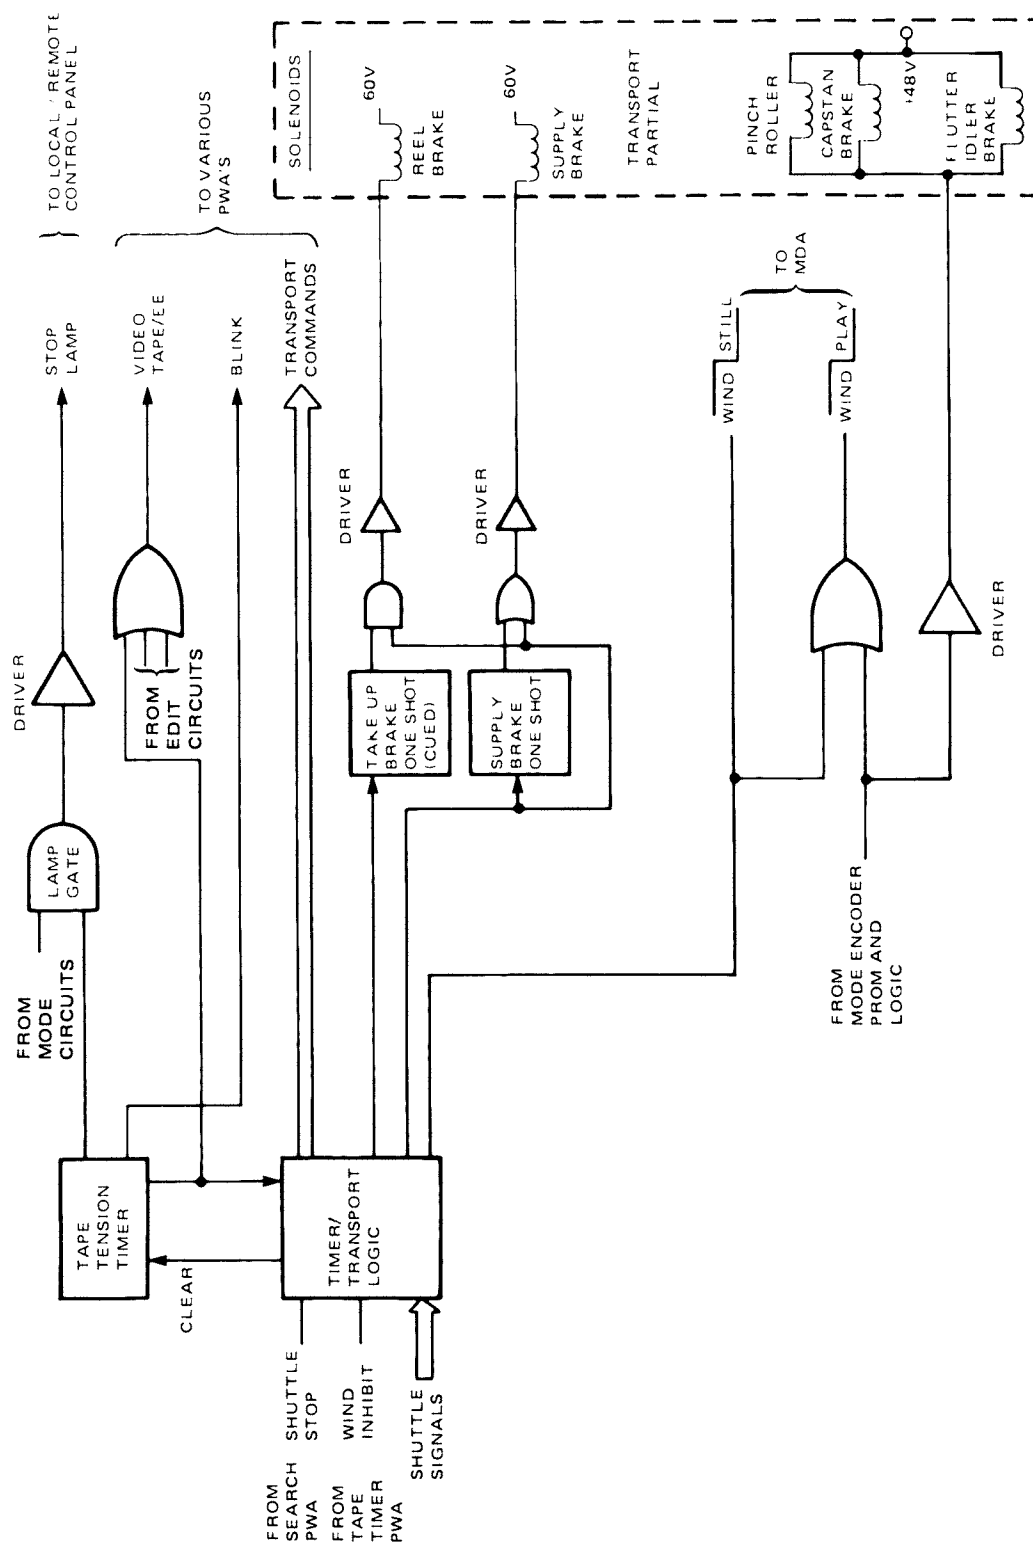 TO LOCAL / REMOTE
CONTROL PANEL
STOP
LAMP
DRIVER
LAMP
GATE
FROM
MODE
CIRCUITS
TO VARIOUS
PWA'S
VIDEO
TAPE/EE
BLINK
TRANSPORT
COMMANDS
FROM
EDIT
CIRCUITS
TAPE
TENSION
TIMER
CLEAR
TIMER/
TRANSPORT
LOGIC
FROM
SEARCH
PWA
SHUTTLE
STOP
FROM
TAPE
TIMER
PWA
WIND
INHIBIT
SHUTTLE
SIGNALS
TAKE UP
BRAKE
ONE SHOT
(CUED)
DRIVER
SUPPLY
BRAKE
ONE SHOT
DRIVER
SOLENOIDS
60V
REEL
BRAKE
60V
SUPPLY
BRAKE
TRANSPORT
PARTIAL
PINCH
ROLLER
CAPSTAN
BRAKE
+48V
FLUTTER
IDLER
BRAKE
WIND STILL
TO
MDA
WIND PLAY
DRIVER
FROM
MODE ENCODER
PROM AND
LOGIC